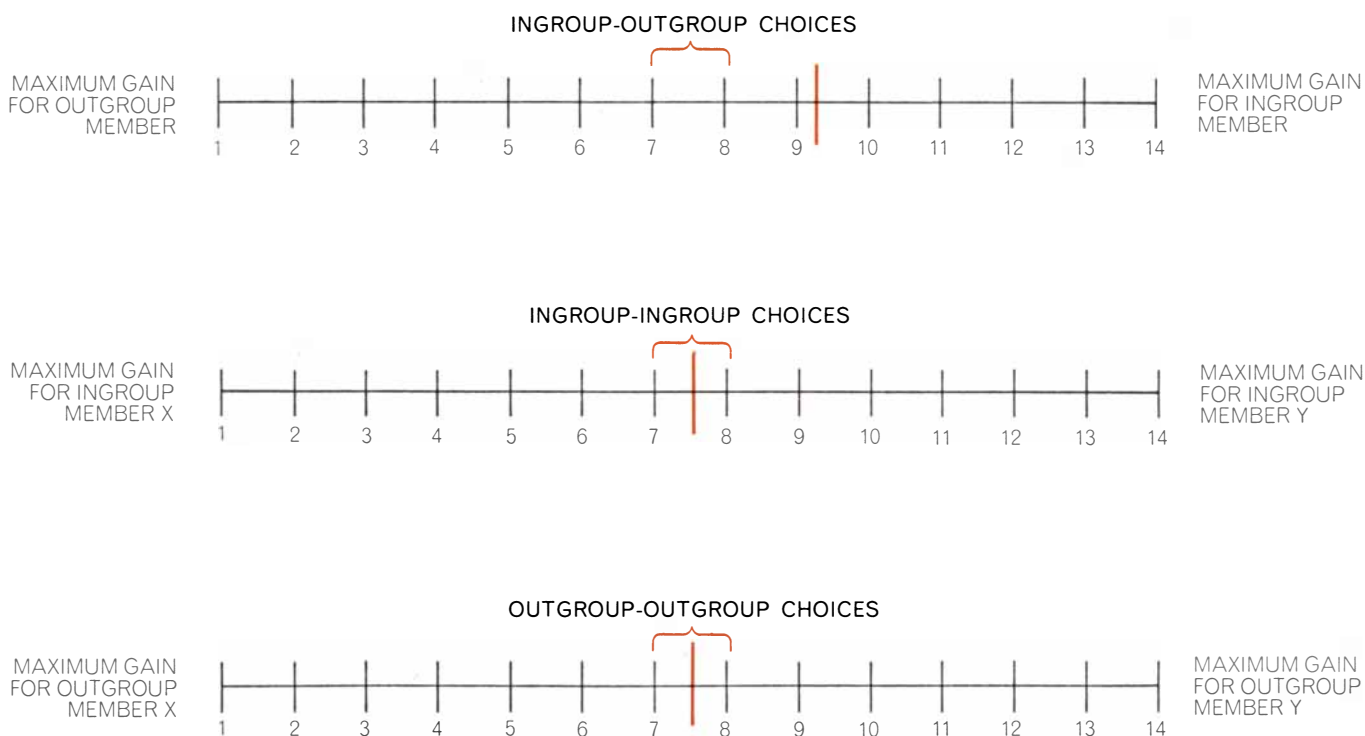 INGROUP-OUTGROUP CHOICES
MAXIMUM GAIN
FOR OUTGROUP
MEMBER
MAXIMUM GAIN
FOR INGROUP
MEMBER
1 2 3 4 5 6 7 8 9 10 11 12 13 14
INGROUP-INGROUP CHOICES
MAXIMUM GAIN
FOR INGROUP
MEMBER X
MAXIMUM GAIN
FOR INGROUP
MEMBER Y
1 2 3 4 5 6 7 8 9 10 11 12 13 14
OUTGROUP-OUTGROUP CHOICES
MAXIMUM GAIN
FOR OUTGROUP
MEMBER X
MAXIMUM GAIN
FOR OUTGROUP
MEMBER Y
1 2 3 4 5 6 7 8 9 10 11 12 13 14